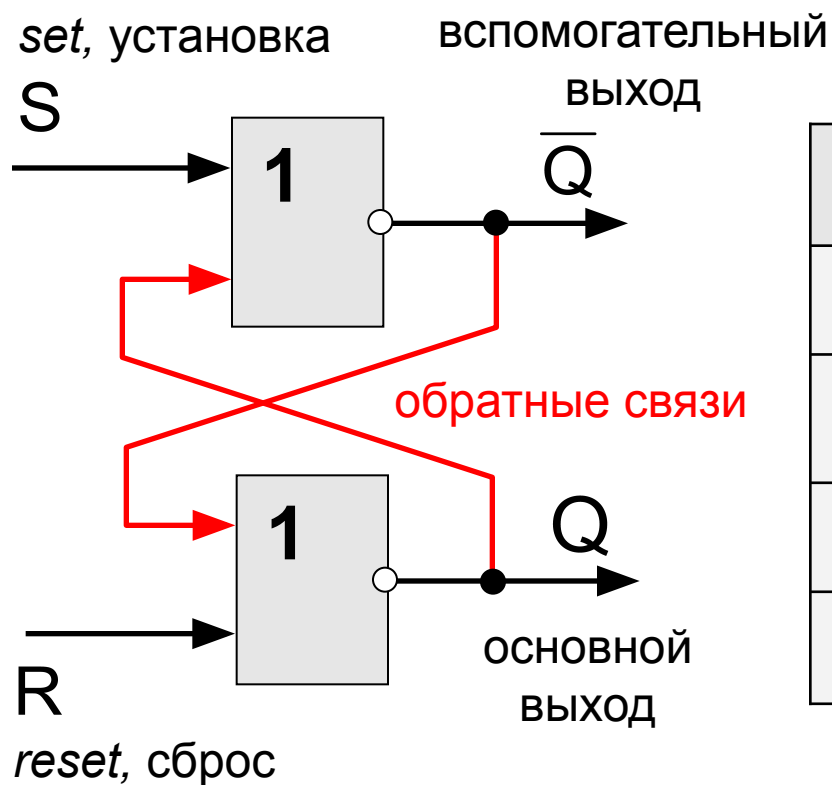 set, установка
S
вспомогательный
выход
1
Q̅
обратные связи
1
Q
основной
выход
R
reset, сброс